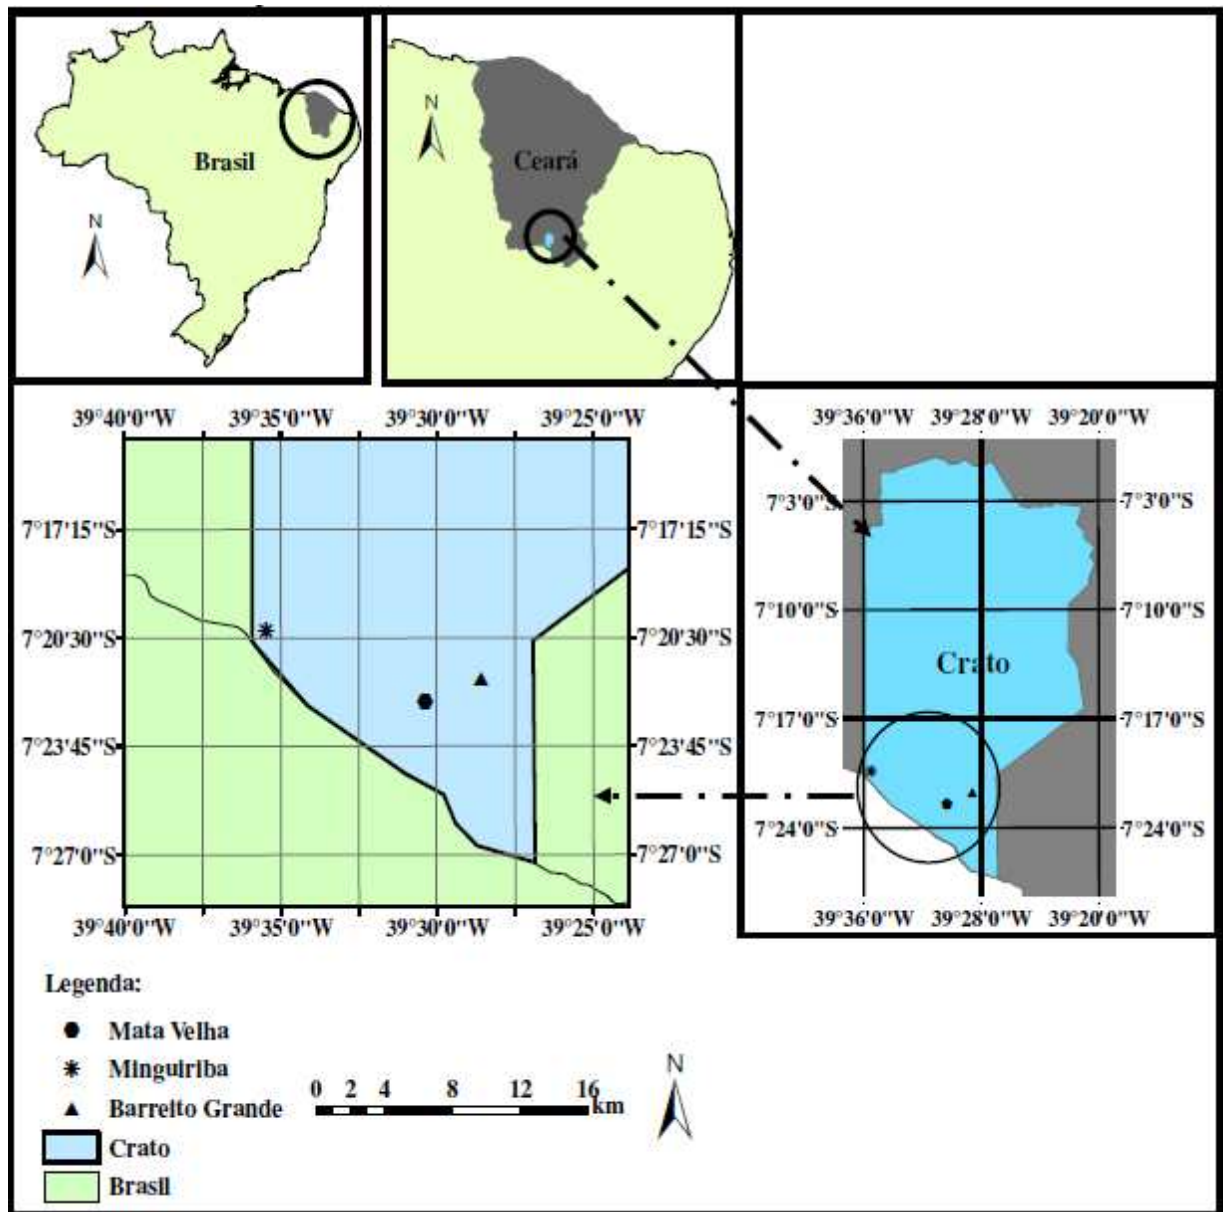 Brasil
N
N
Ceará
39°40'0"W 39°35'0"W 39°30'0"W 39°25'0"W
7°17'15"S 7°17'15"S
7°20'30"S 7°20'30"S
7°23'45"S 7°23'45"S
7°27'0"S 7°27'0"S
39°40'0"W 39°35'0"W 39°30'0"W 39°25'0"W
39°36'0"W 39°28'0"W 39°20'0"W
7°3'0"S 7°3'0"S
7°10'0"S 7°10'0"S
Crato
7°17'0"S 7°17'0"S
7°24'0"S 7°24'0"S
39°36'0"W 39°28'0"W 39°20'0"W
Legenda:
Mata Velha
Minguiriba
Barreito Grande
Crato
Brasil
0 2 4 8 12 16
km
N